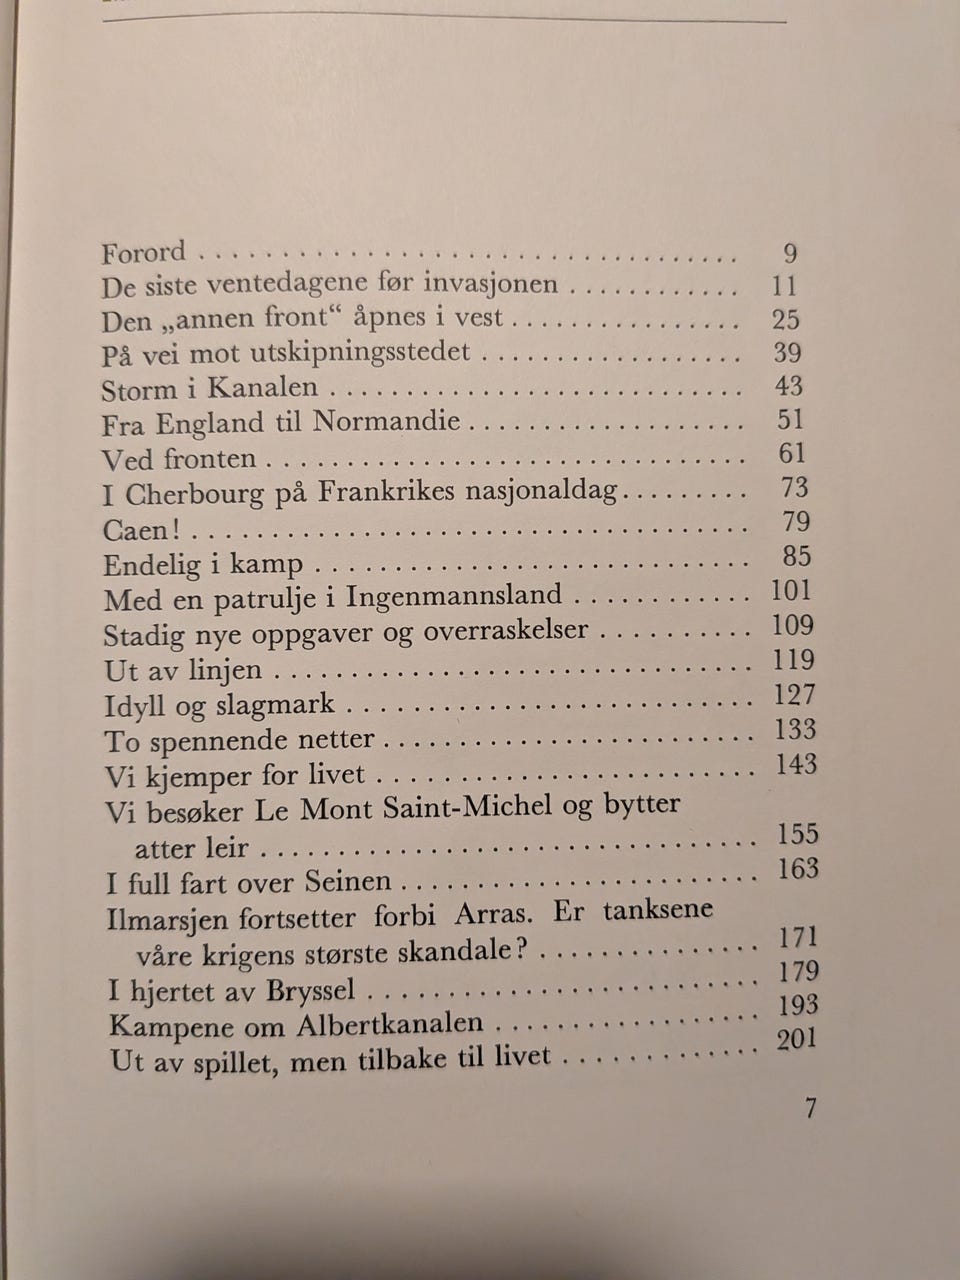 Forord . . . . . . . . . . . . . . . . . . . . . . . . . . . . . . . . . . 9
De siste ventedagene før invasjonen . . . . . . . . . . . . 11
Den „annen front“ åpnes i vest . . . . . . . . . . . . . . . . 25
På vei mot utskipningsstedet . . . . . . . . . . . . . . . . . . 39
Storm i Kanalen . . . . . . . . . . . . . . . . . . . . . . . . . . . 43
Fra England til Normandie . . . . . . . . . . . . . . . . . . . 51
Ved fronten . . . . . . . . . . . . . . . . . . . . . . . . . . . . . . 61
I Cherbourg på Frankrikes nasjonaldag . . . . . . . . . 73
Caen! . . . . . . . . . . . . . . . . . . . . . . . . . . . . . . . . . . . 79
Endelig i kamp . . . . . . . . . . . . . . . . . . . . . . . . . . . . 85
Med en patrulje i Ingenmannsland . . . . . . . . . . . . 101
Stadig nye oppgaver og overraskelser . . . . . . . . . . 109
Ut av linjen . . . . . . . . . . . . . . . . . . . . . . . . . . . . . . 119
Idyll og slagmark . . . . . . . . . . . . . . . . . . . . . . . . . . 127
To spennende netter . . . . . . . . . . . . . . . . . . . . . . . . 133
Vi kjemper for livet . . . . . . . . . . . . . . . . . . . . . . . . 143
Vi besøker Le Mont Saint-Michel og bytter
atter leir . . . . . . . . . . . . . . . . . . . . . . . . . . . . . . . . 155
I full fart over Seinen . . . . . . . . . . . . . . . . . . . . . . . 163
Ilmarsjen fortsetter forbi Arras. Er tanksene
våre krigens største skandale? . . . . . . . . . . . . . . 171
I hjertet av Bryssel . . . . . . . . . . . . . . . . . . . . . . . . . 179
Kampene om Albertkanalen . . . . . . . . . . . . . . . . . 193
Ut av spillet, men tilbake til livet . . . . . . . . . . . . . 201
7